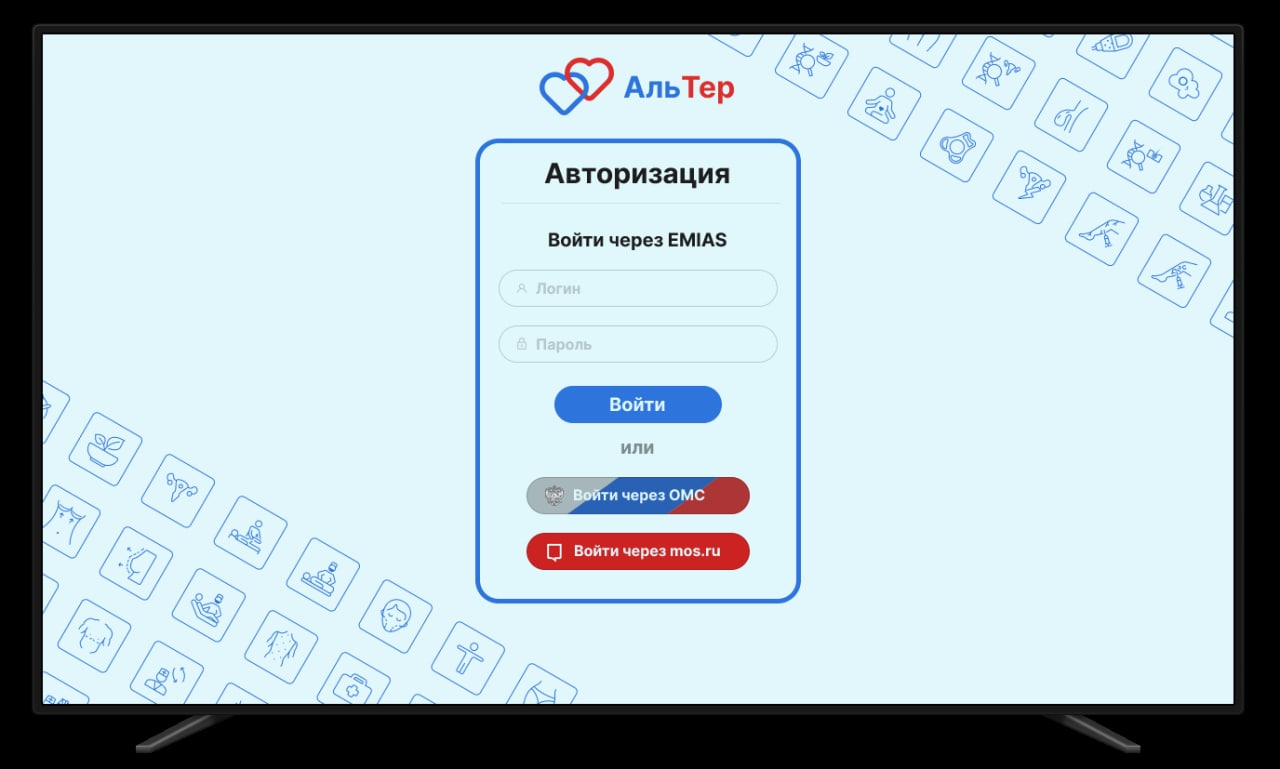 АльТер
Авторизация
Войти через EMIAS
Логин
Пароль
Войти
или
Войти через ОМС
Войти через mos.ru